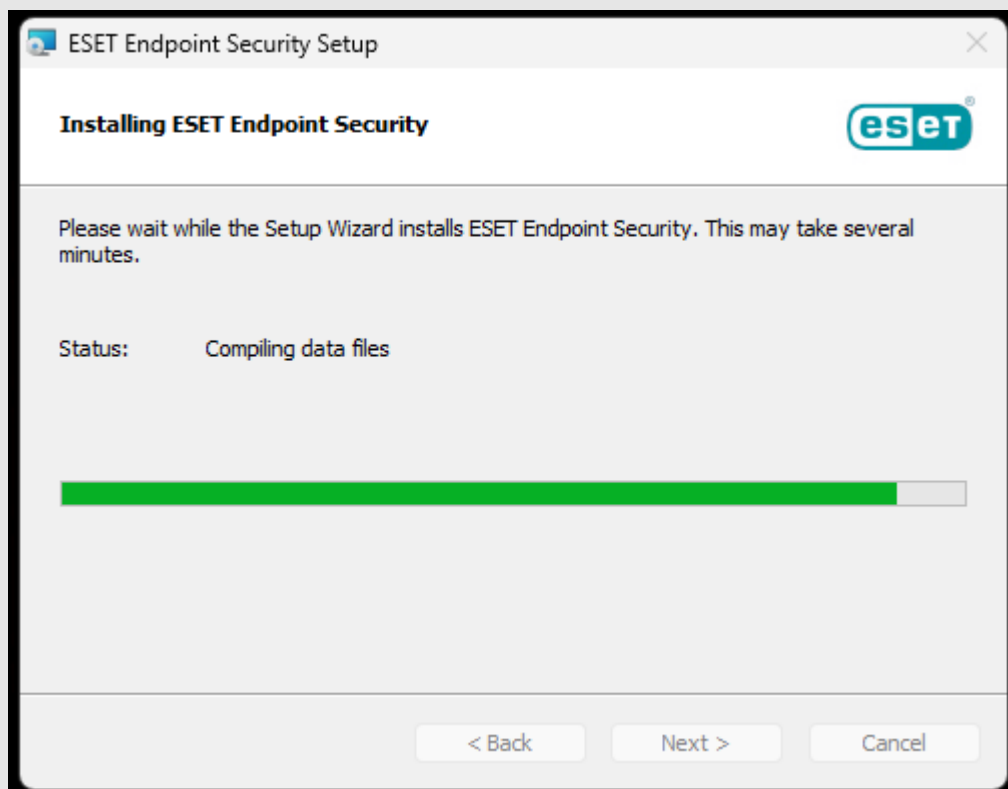 ESET Endpoint Security Setup
Installing ESET Endpoint Security
eseT®
Please wait while the Setup Wizard installs ESET Endpoint Security. This may take several
minutes.
Status: Compiling data files
< Back Next > Cancel